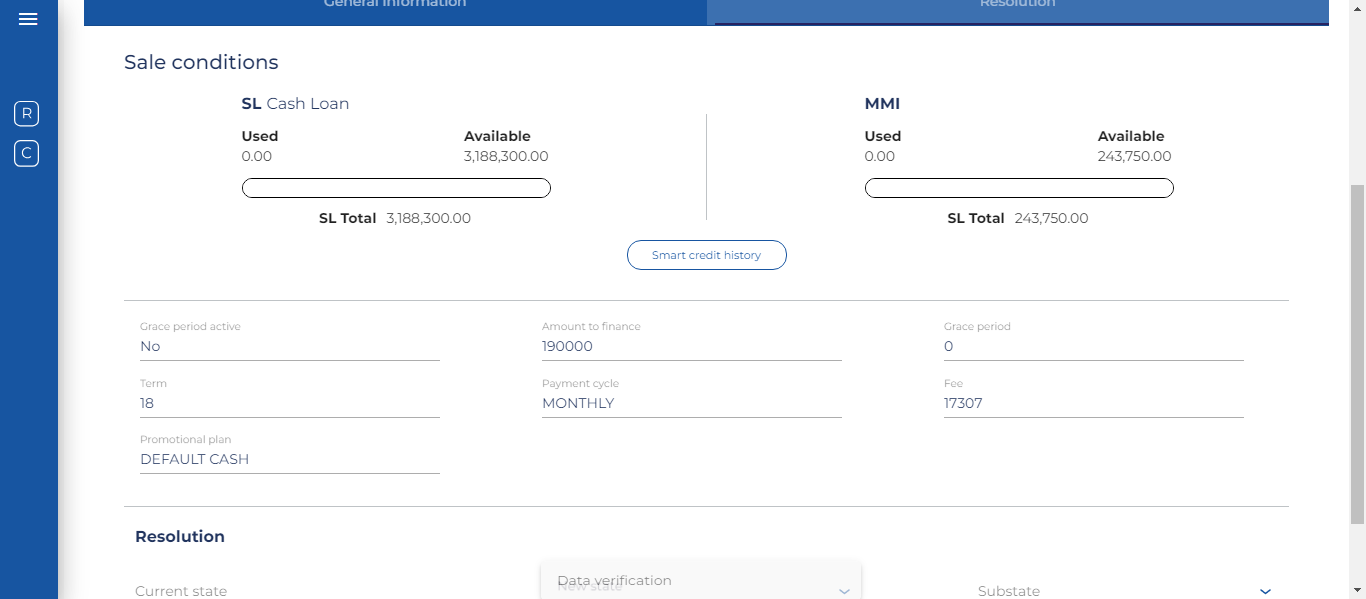 General Information
Resolution
R
C
Sale conditions
SL Cash Loan
MMI
Used
Available
Used
Available
0.00
3,188,300.00
0.00
243,750.00
SL Total 3,188,300.00
SL Total 243,750.00
Smart credit history
Grace period active
Amount to finance
Grace period
No
190000
0
Term
Payment cycle
Fee
18
MONTHLY
17307
Promotional plan
DEFAULT CASH
Resolution
Data verification
New state
Current state
Substate